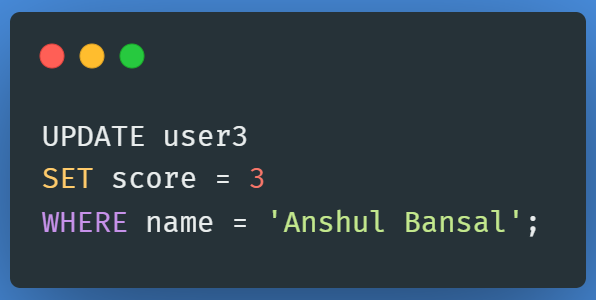 UPDATE user3
SET score = 3
WHERE name = 'Anshul Bansal';